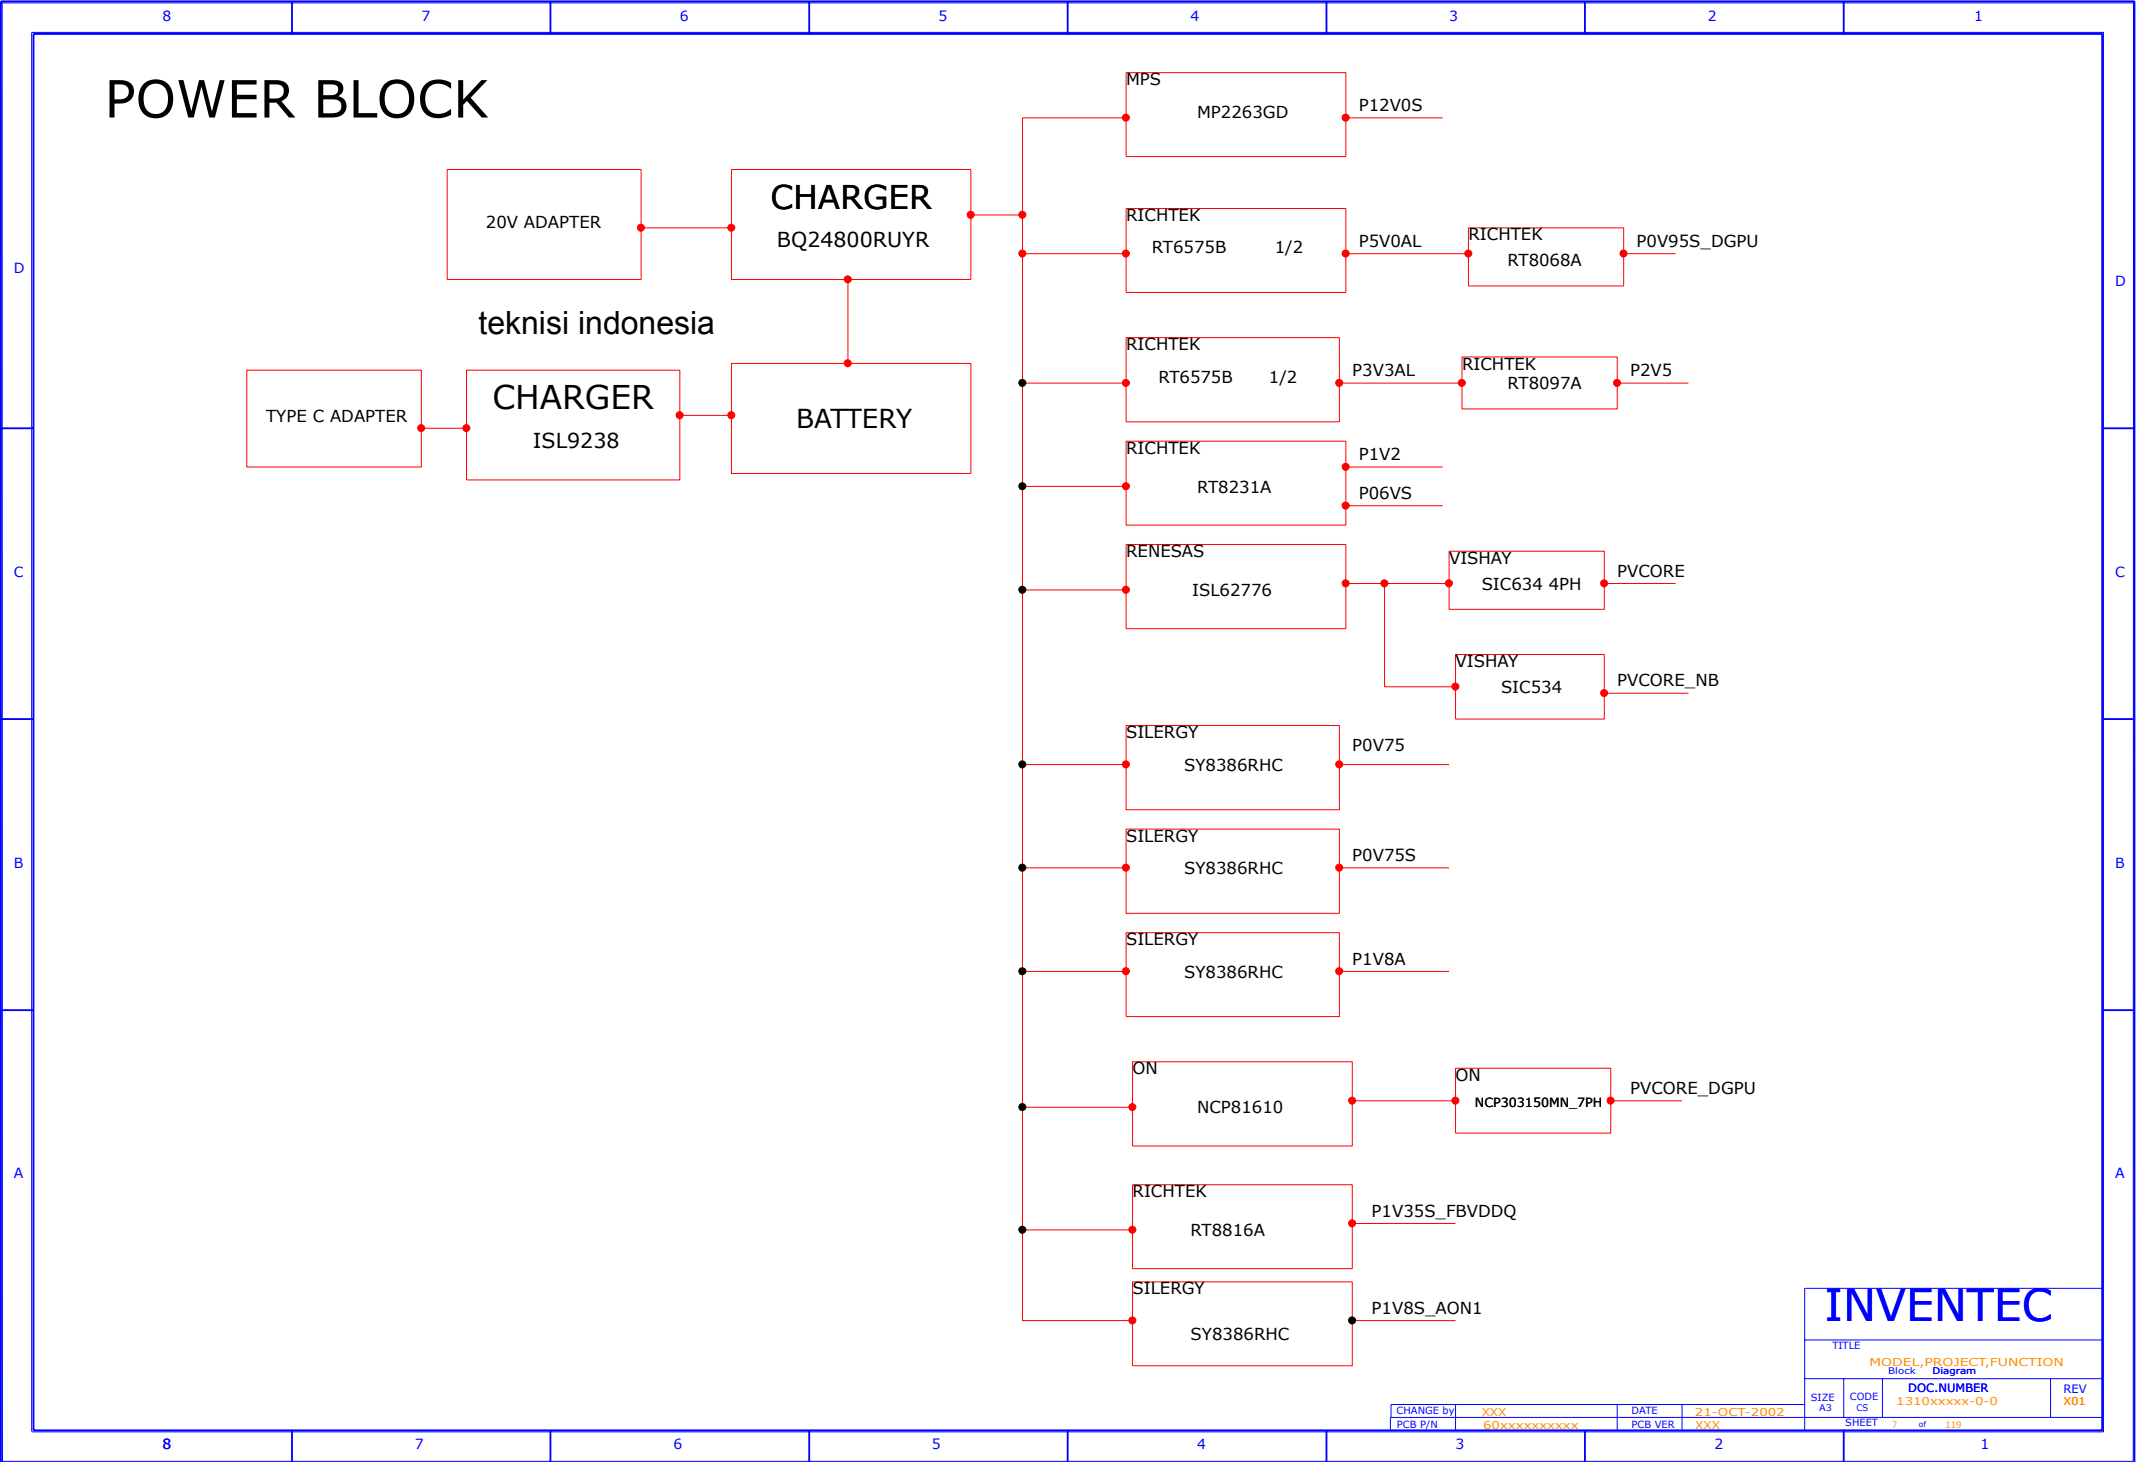 8 7 6 5 4 3 2 1
POWER BLOCK
MPS
MP2263GD
P12V0S
20V ADAPTER
CHARGER
BQ24800RUYR
RICHTEK
RT6575B 1/2
P5V0AL
RICHTEK
RT8068A
P0V95S_DGPU
D
D
teknisi indonesia
RICHTEK
RT6575B 1/2
P3V3AL
RICHTEK
RT8097A
P2V5
TYPE C ADAPTER
CHARGER
ISL9238
BATTERY
RICHTEK
RT8231A
P1V2
P06VS
RENESAS
ISL62776
VISHAY
SIC634 4PH
PVCORE
C
C
VISHAY
SIC534
PVCORE_NB
SILERGY
SY8386RHC
P0V75
SILERGY
SY8386RHC
P0V75S
B
B
SILERGY
SY8386RHC
P1V8A
ON
NCP81610
ON
NCP303150MN_7PH
PVCORE_DGPU
A
A
RICHTEK
RT8816A
P1V35S_FBVDDQ
SILERGY
SY8386RHC
P1V8S_AON1
INVENTEC
TITLE
MODEL,PROJECT,FUNCTION
Block Diagram
SIZE
A3
CODE
CS
DOC.NUMBER
1310xxxxx-0-0
REV
X01
CHANGE by XXX DATE 21-OCT-2002
PCB P/N 60xxxxxxxxxx PCB VER XXX
SHEET 7 of 119
8 7 6 5 4 3 2 1